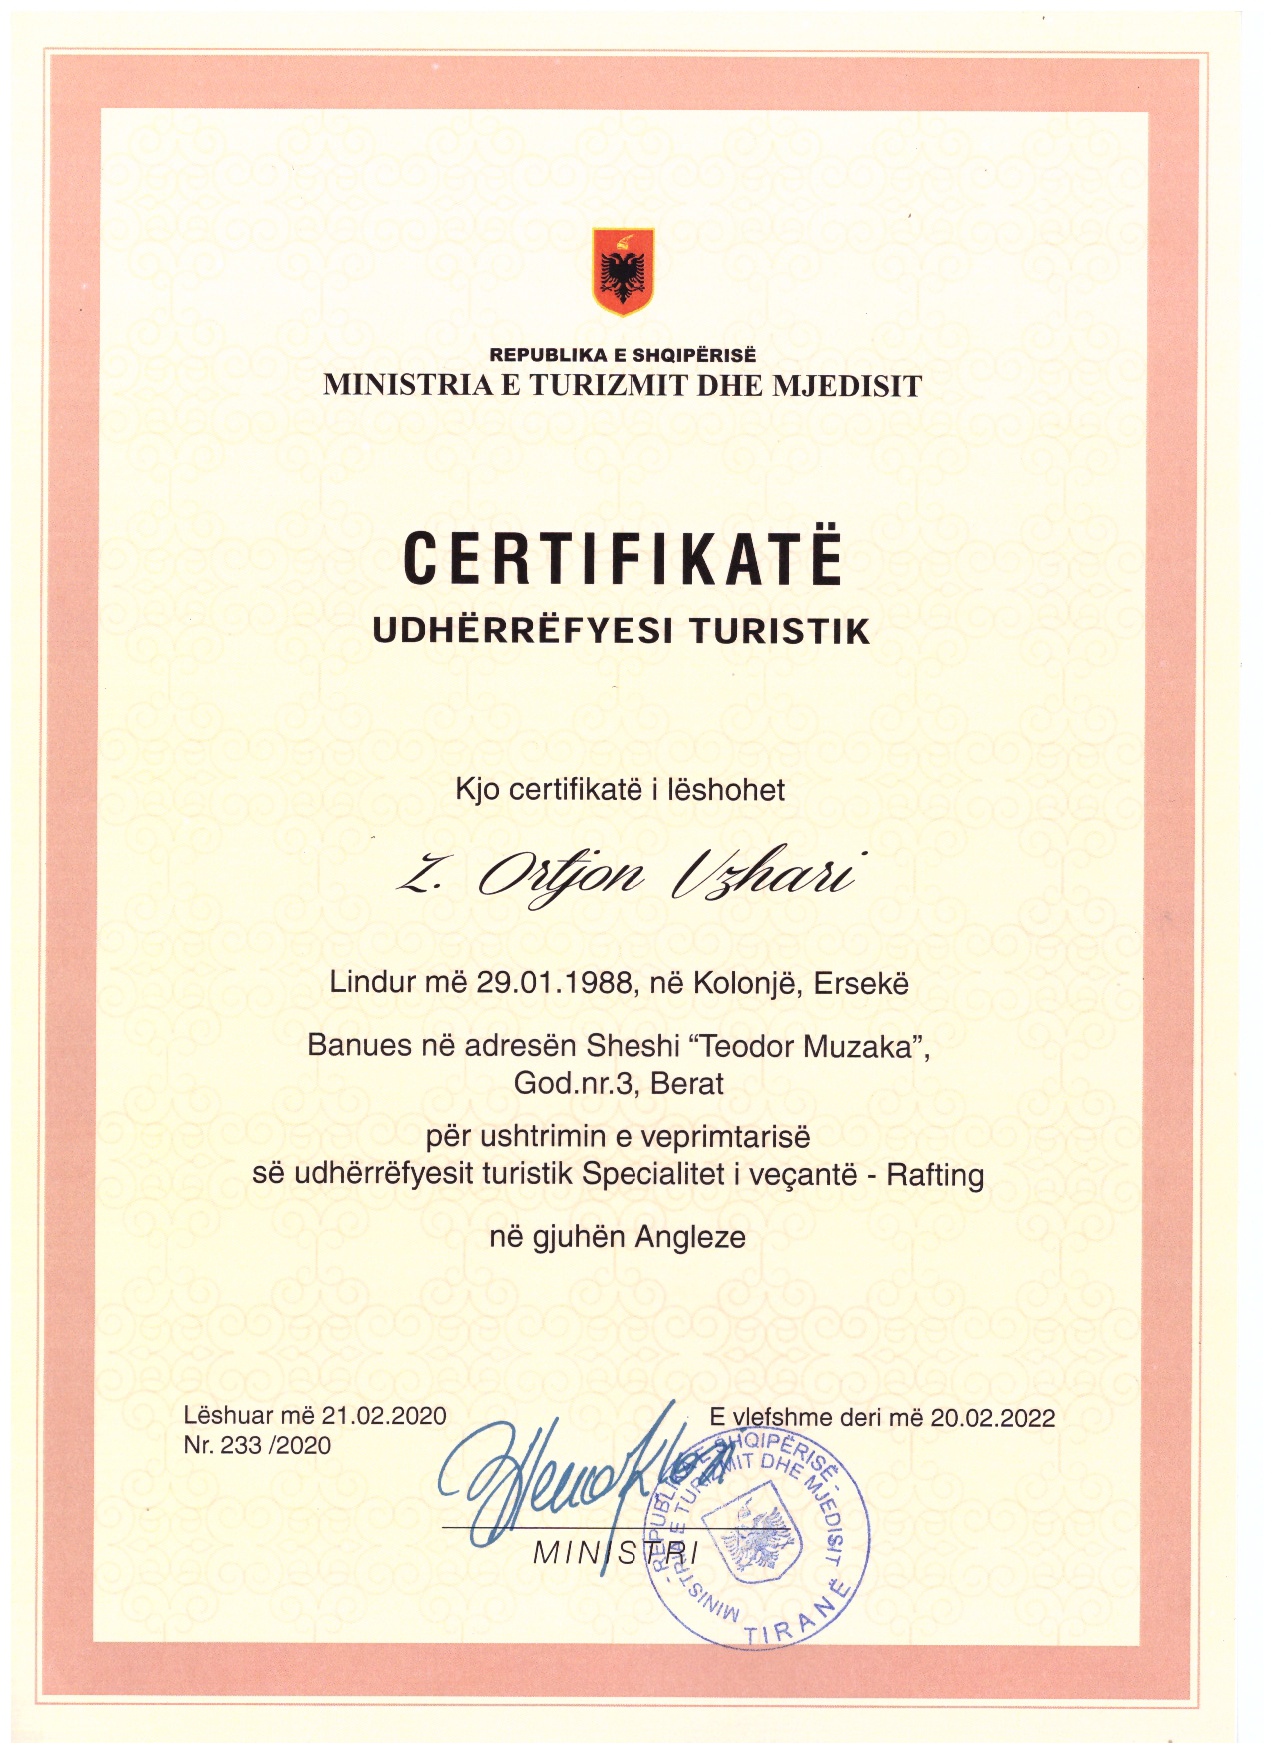 REPUBLIKA E SHQIPËRISË
MINISTRIA E TURIZMIT DHE MJEDISIT
CERTIFIKATË
UDHËRRËFYESI TURISTIK
Kjo certifikatë i lëshohet
Z. Ortjon Uzhari
Lindur më 29.01.1988, në Kolonjë, Ersekë
Banues në adresën Sheshi “Teodor Muzaka”,
God.nr.3, Berat
për ushtrimin e veprimtarisë
së udhërrëfyesit turistik Specialitet i veçantë - Rafting
në gjuhën Angleze
Lëshuar më 21.02.2020
Nr. 233 /2020
E vlefshme deri më 20.02.2022
MINISTRI
- REPUBLIKA E SHQIPËRISË -
MINISTRIA E TURIZMIT DHE MJEDISIT
TIRANË